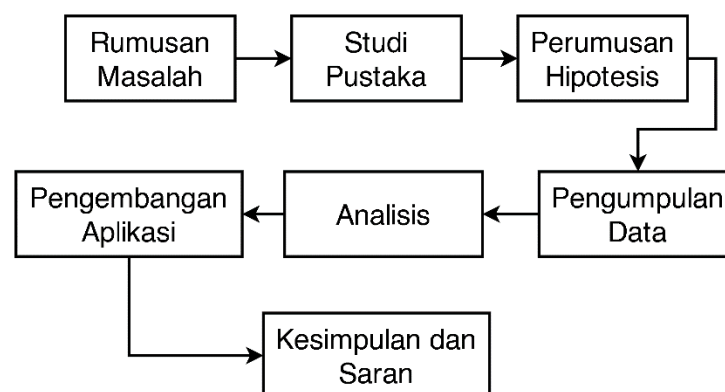 Rumusan
Masalah
Studi
Pustaka
Perumusan
Hipotesis
Pengumpulan
Data
Analisis
Pengembangan
Aplikasi
Kesimpulan dan
Saran